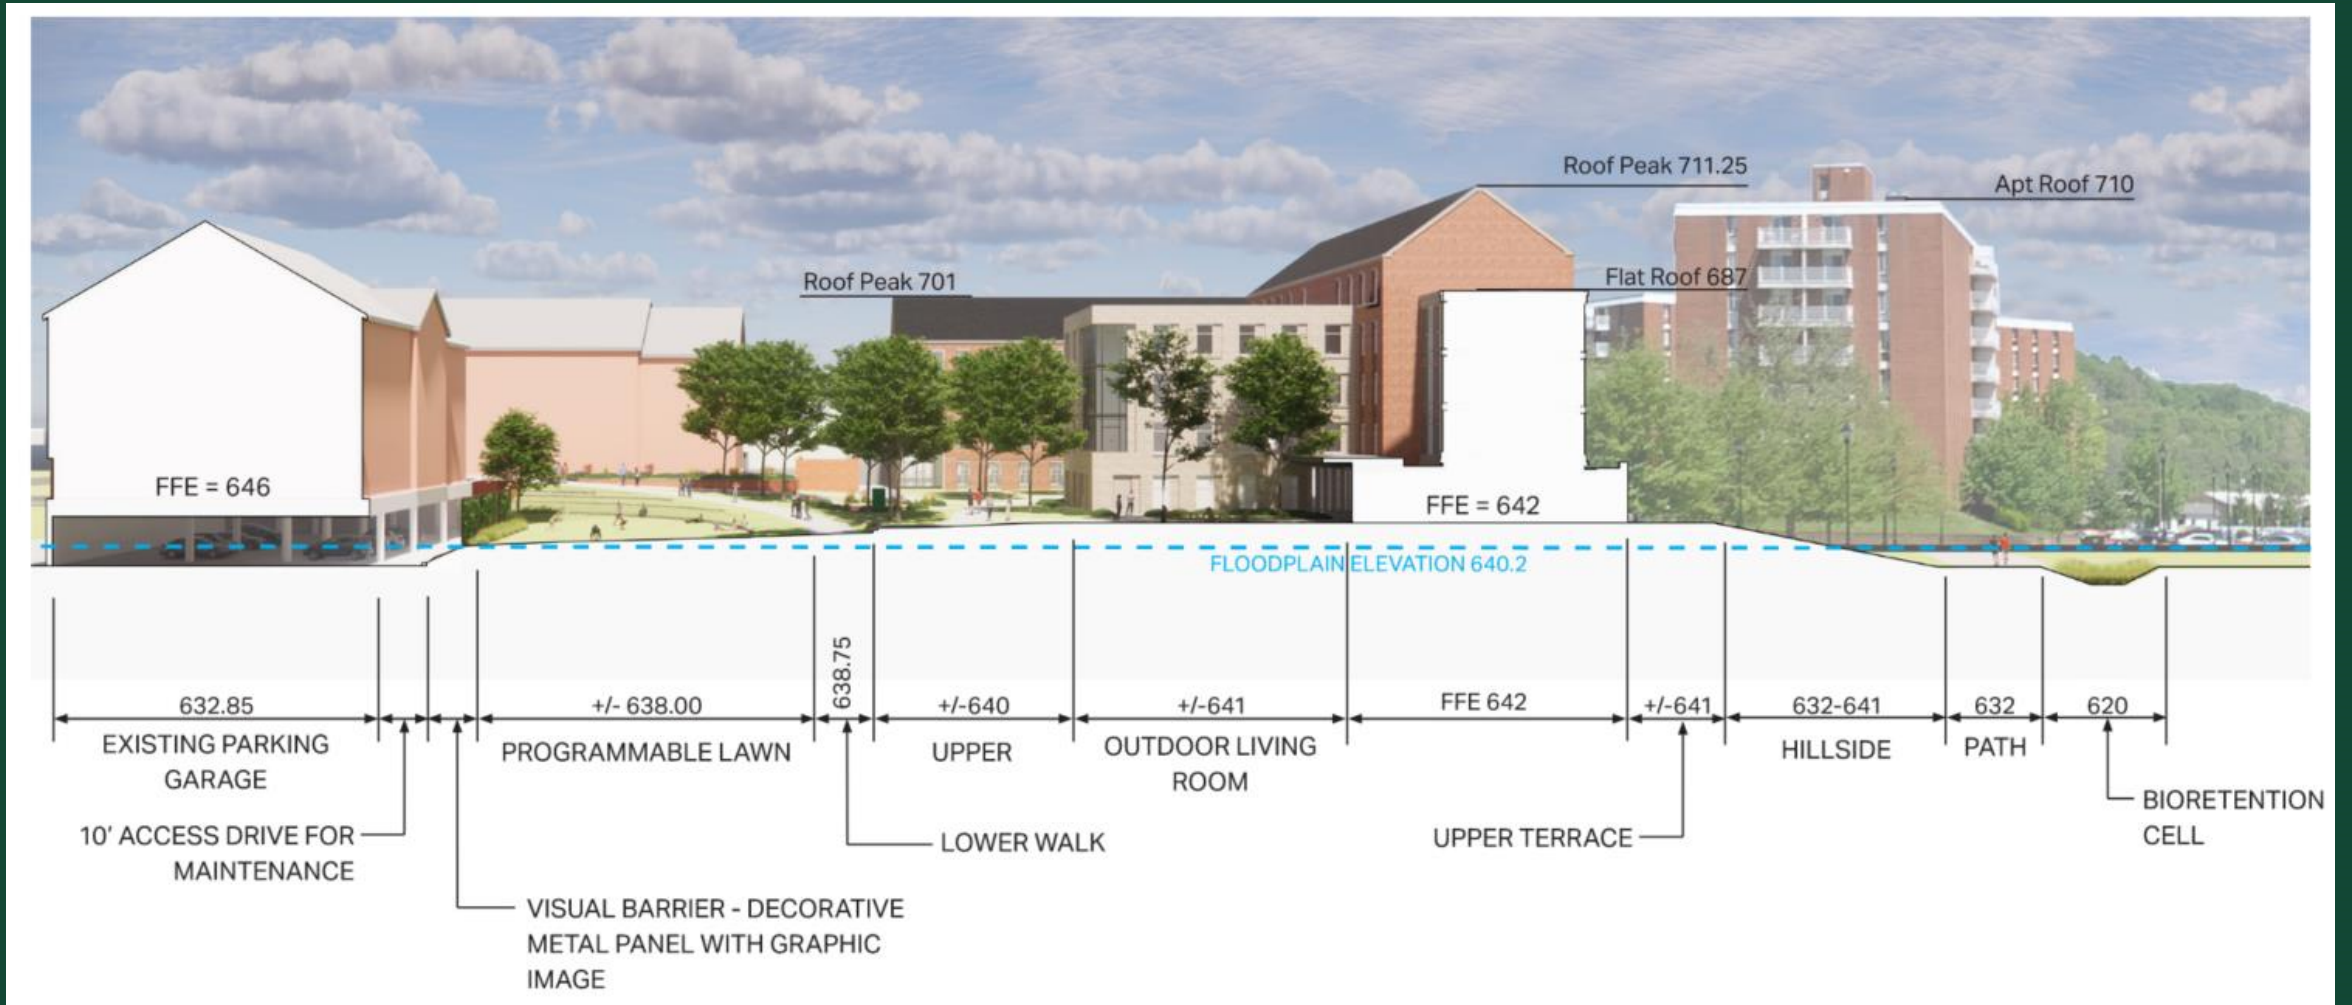 Roof Peak 711.25
Apt Roof 710
Roof Peak 701
Flat Roof 687
FFE = 646
FFE = 642
FLOODPLAIN ELEVATION 640.2
638.75
632.85
+/- 638.00
+/-640
+/-641
FFE 642
+/-641
632-641
632
620
EXISTING PARKING
GARAGE
PROGRAMMABLE LAWN
UPPER
OUTDOOR LIVING
ROOM
HILLSIDE
PATH
BIORETENTION
CELL
10' ACCESS DRIVE FOR
MAINTENANCE
LOWER WALK
UPPER TERRACE
VISUAL BARRIER - DECORATIVE
METAL PANEL WITH GRAPHIC
IMAGE